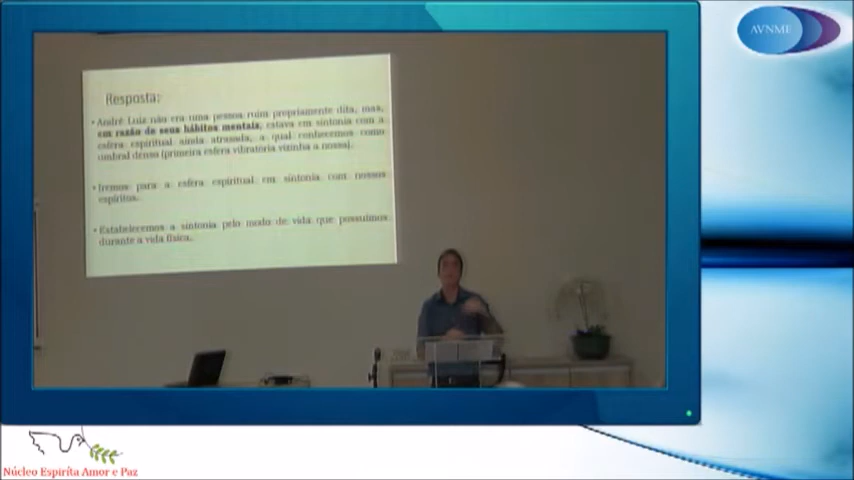 AVNME
Resposta:
• André Luiz não era uma pessoa ruim propriamente dita, mas,
em razão de seus hábitos mentais, estava em sintonia com a
esfera espiritual ainda atrasada, a qual conhecemos como
umbral denso (primeira esfera vibratória vizinha a nossa).
• Iremos para a esfera espiritual em sintonia com nossos
espíritos.
• Estabelecemos a sintonia pelo modo de vida que possuímos
durante a vida física.
Núcleo Espírita Amor e Paz